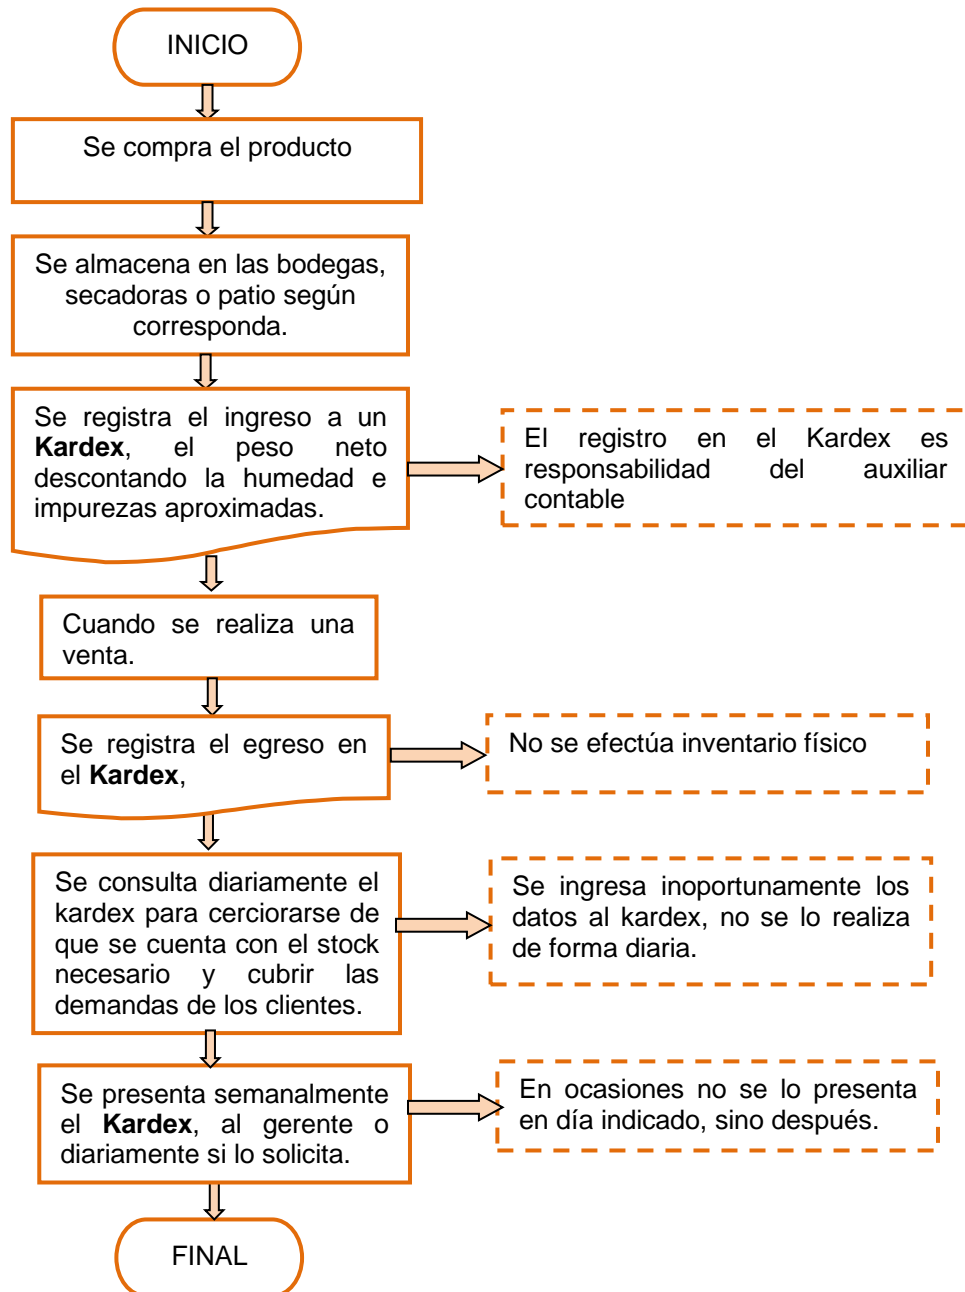 INICIO
Se compra el producto
Se almacena en las bodegas,
secadoras o patio según
corresponda.
Se registra el ingreso a un
Kardex, el peso neto
descontando la humedad e
impurezas aproximadas.
El registro en el Kardex es
responsabilidad del auxiliar
contable
Cuando se realiza una
venta.
Se registra el egreso en
el Kardex,
No se efectúa inventario físico
Se consulta diariamente el
kardex para cerciorarse de
que se cuenta con el stock
necesario y cubrir las
demandas de los clientes.
Se ingresa inoportunamente los
datos al kardex, no se lo realiza
de forma diaria.
Se presenta semanalmente
el Kardex, al gerente o
diariamente si lo solicita.
En ocasiones no se lo presenta
en día indicado, sino después.
FINAL